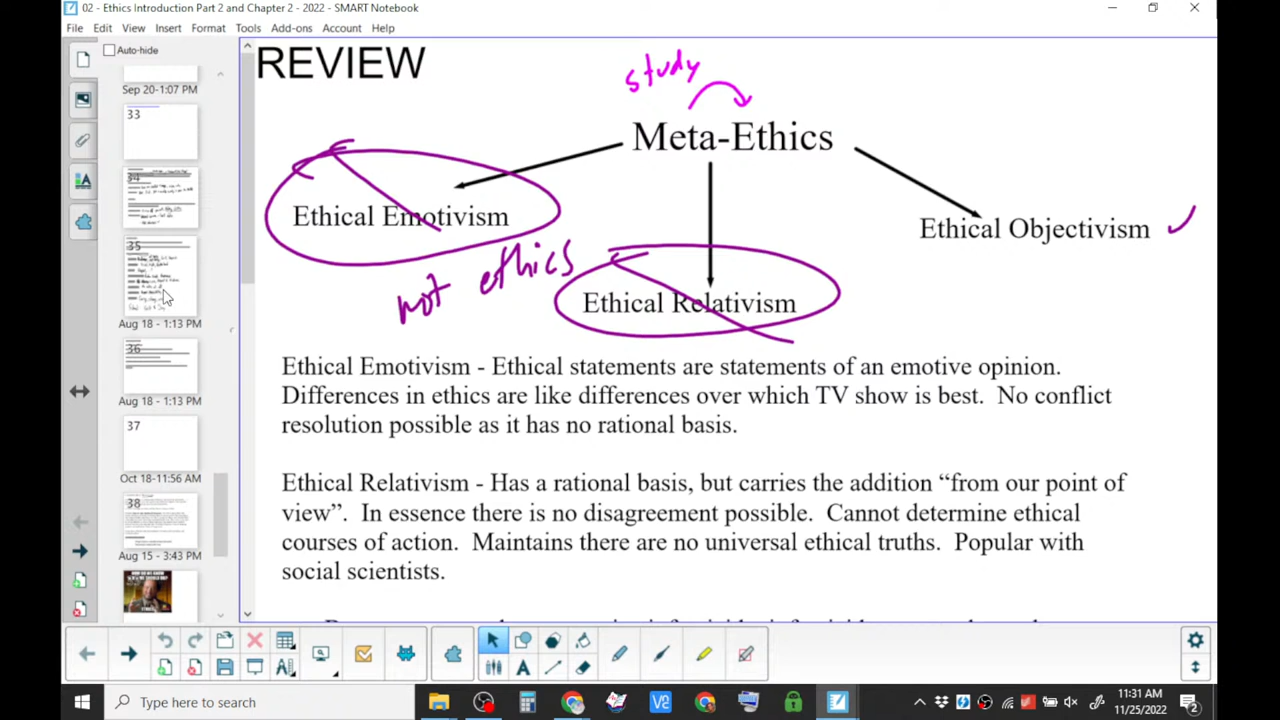 02 - Ethics Introduction Part 2 and Chapter 2 - 2022 - SMART Notebook
File Edit View Insert Format Tools Add-ons Account Help
Auto-hide
Sep 20-1:07 PM
33
34
35
Aug 18 - 1:13 PM
36
Aug 18 - 1:13 PM
37
Oct 18-11:56 AM
38
Aug 15 - 3:43 PM
REVIEW
study
Meta-Ethics
Ethical Emotivism
Ethical Objectivism
not ethics
Ethical Relativism
Ethical Emotivism - Ethical statements are statements of an emotive opinion.
Differences in ethics are like differences over which TV show is best. No conflict
resolution possible as it has no rational basis.
Ethical Relativism - Has a rational basis, but carries the addition “from our point of
view”. In essence there is no disagreement possible. Cannot determine ethical
courses of action. Maintains there are no universal ethical truths. Popular with
social scientists.
Type here to search
11:31 AM
11/25/2022
2